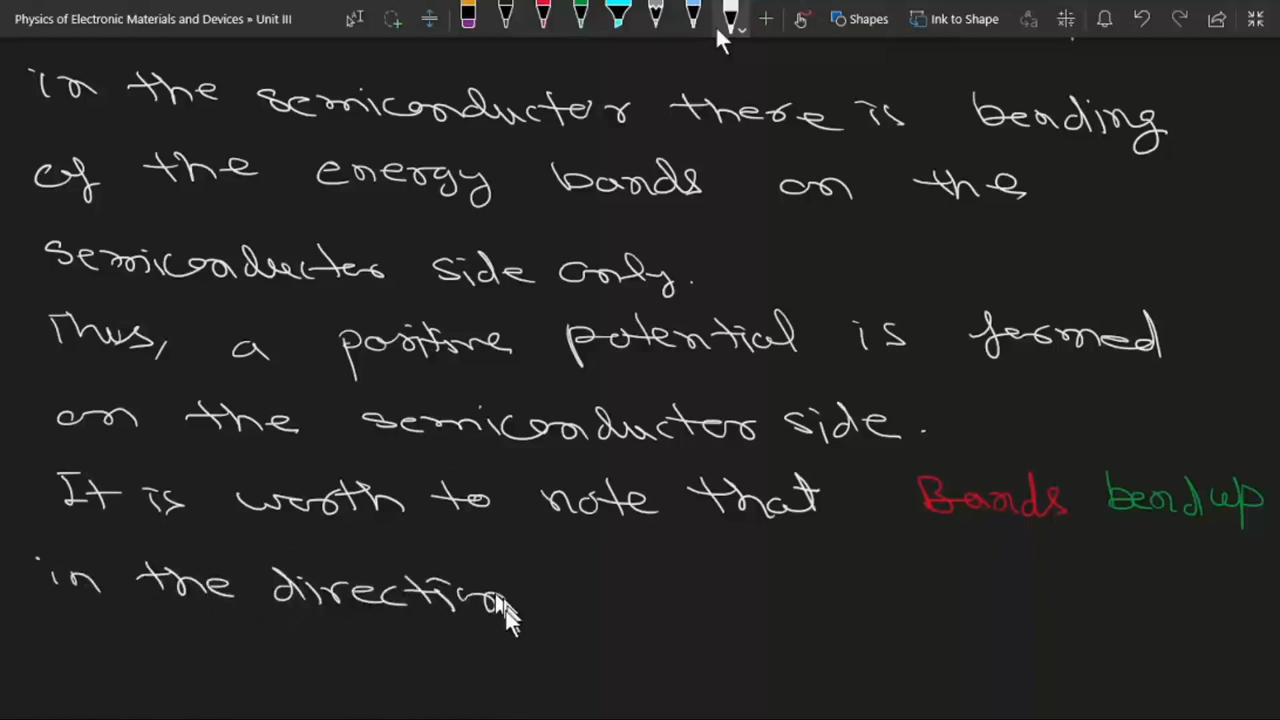 Physics of Electronic Materials and Devices » Unit III
Shapes
Ink to Shape
in the semiconductor there is bending
of the energy bands on the
semiconductor side only.
Thus, a positive potential is formed
on the semiconductor side.
It is worth to note that Bands bend up
in the direction